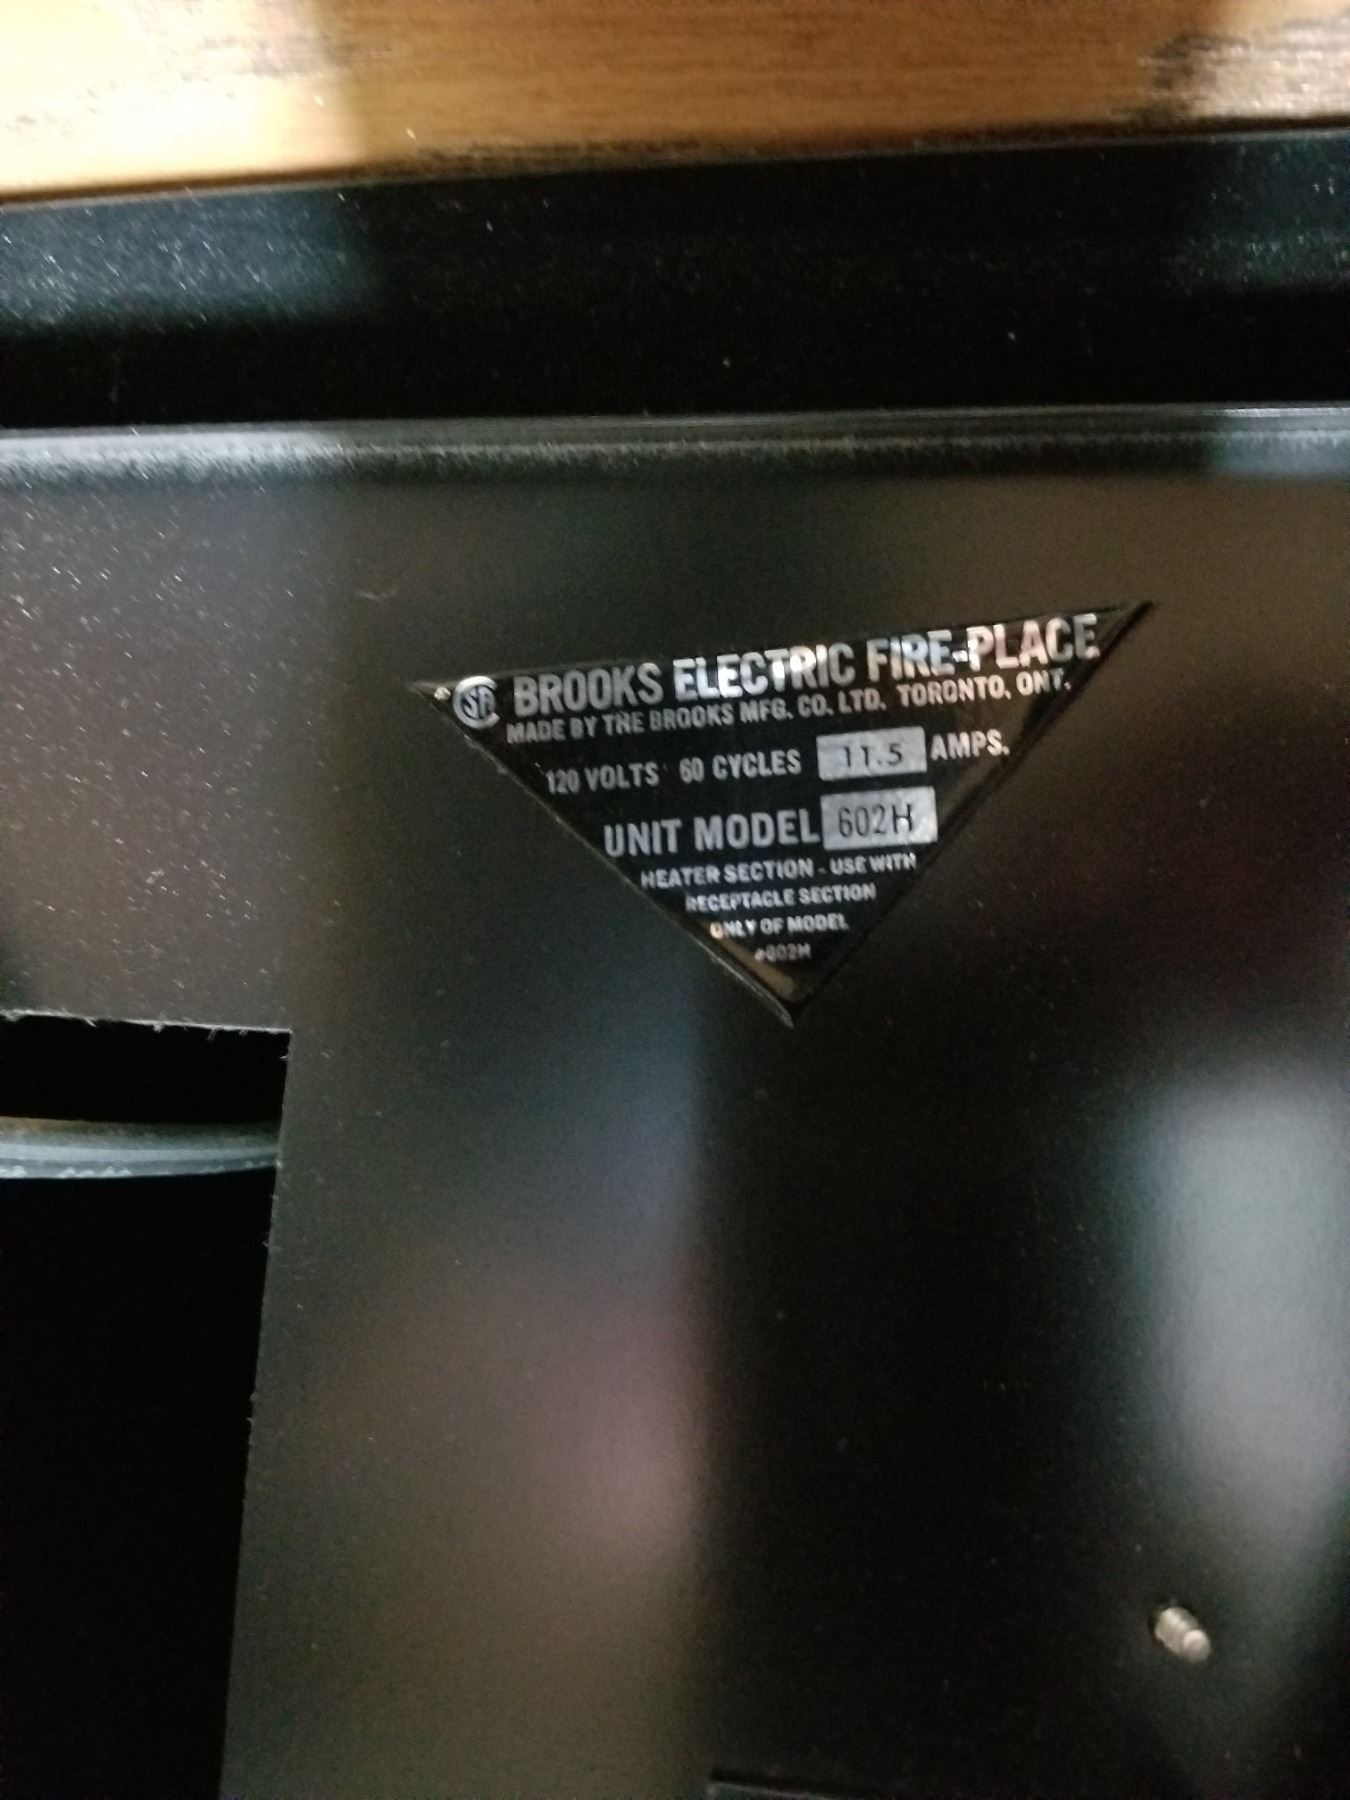 SA BROOKS ELECTRIC FIRE-PLACE
MADE BY THE BROOKS MFG. CO. LTD. TORONTO, ONT.
120 VOLTS 60 CYCLES 11.5 AMPS.
UNIT MODEL 602H
HEATER SECTION - USE WITH
RECEPTACLE SECTION
ONLY OF MODEL